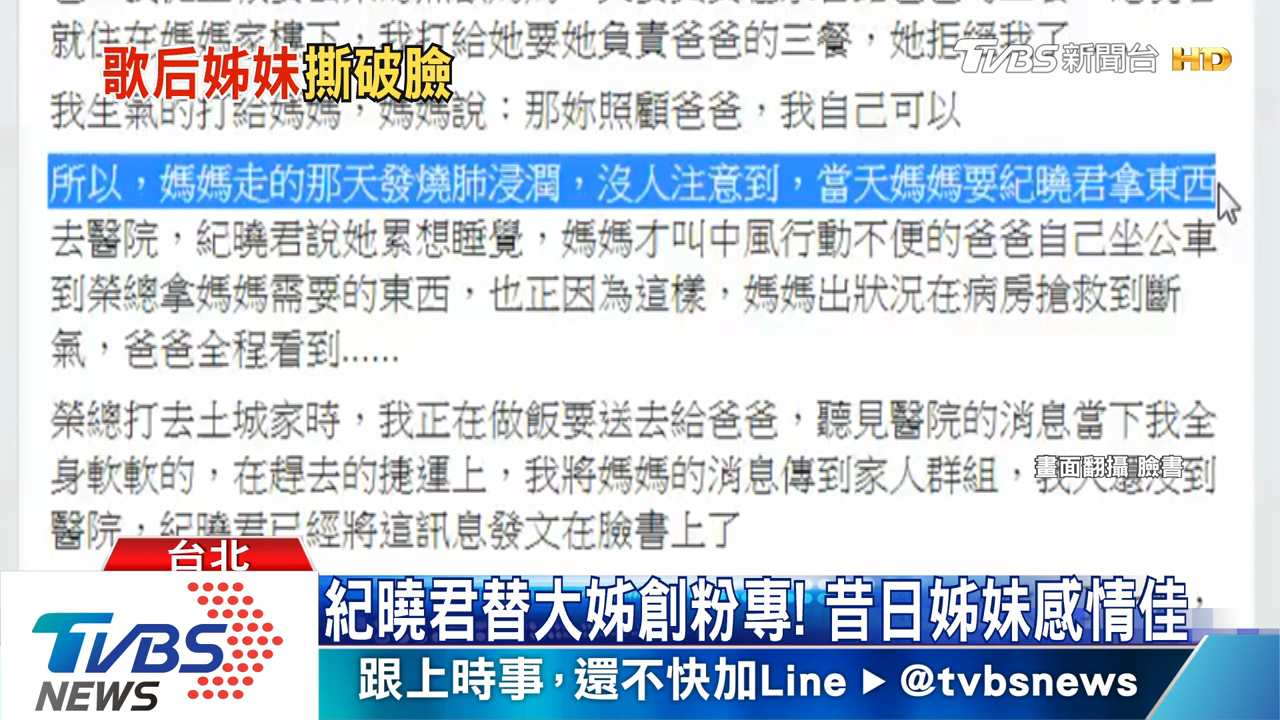 就住在媽媽家樓下，我打給她要她負責爸爸的三餐，她拒絕我了
TVBS新聞台 HD
歌后姊妹撕破臉
我生氣的打給媽媽，媽媽說：那妳照顧爸爸，我自己可以
所以，媽媽走的那天發燒肺浸潤，沒人注意到，當天媽媽要紀曉君拿東西
去醫院，紀曉君說她累想睡覺，媽媽才叫中風行動不便的爸爸自己坐公車
到榮總拿媽媽需要的東西，也正因為這樣，媽媽出狀況在病房搶救到斷
氣，爸爸全程看到……
榮總打去土城家時，我正在做飯要送去給爸爸，聽見醫院的消息當下我全
身軟軟的，在趕去的捷運上，我將媽媽的消息傳到家人群組，我人還沒到
畫面翻攝 臉書
醫院，紀曉君已經將這訊息發文在臉書上了
台北
紀曉君替大姊創粉專! 昔日姊妹感情佳
TVBS NEWS
跟上時事，還不快加Line ▶ @tvbsnews